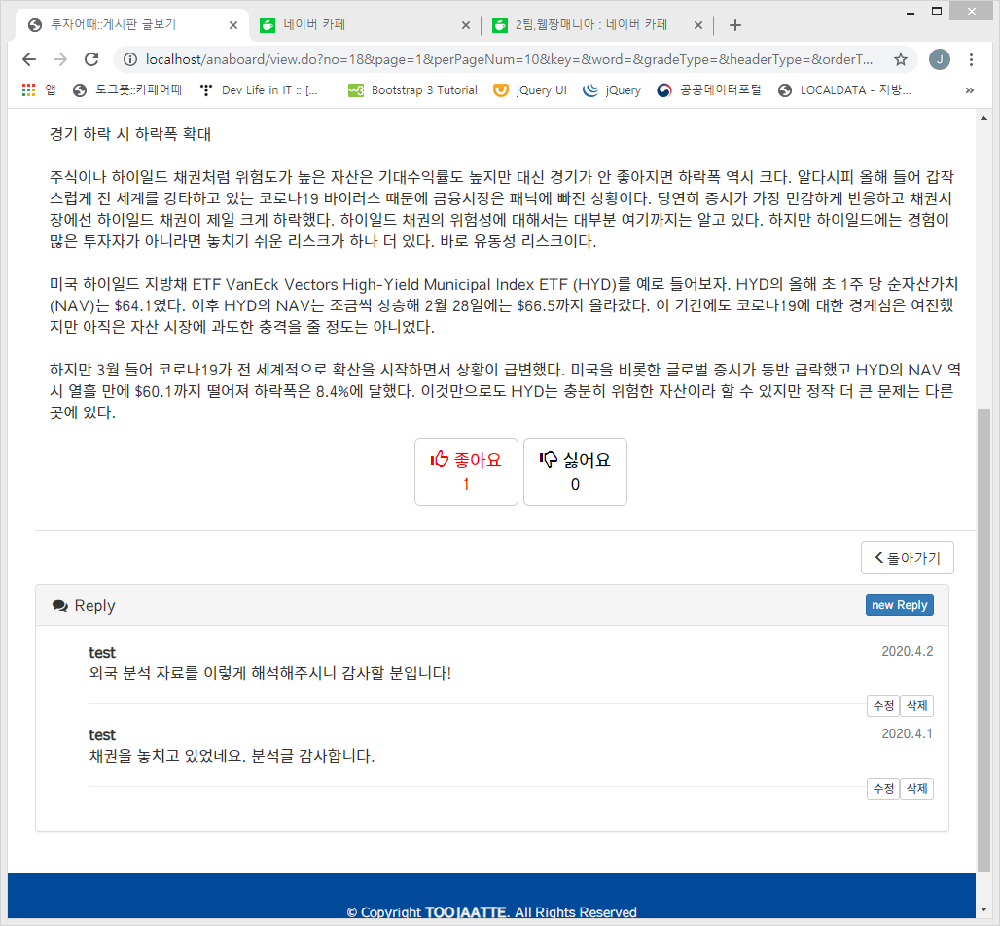 투자어때::게시판 글보기
네이버 카페
2팀,웹짱매니아 : 네이버 카페
localhost/anaboard/view.do?no=18&page=1&perPageNum=10&key=&word=&gradeType=&headerType=&orderT...
J
앱
도그풋::카페어때
Dev Life in IT :: [...
Bootstrap 3 Tutorial
jQuery UI
jQuery
공공데이터포털
LOCALDATA - 지방...
»
경기 하락 시 하락폭 확대
주식이나 하이일드 채권처럼 위험도가 높은 자산은 기대수익률도 높지만 대신 경기가 안 좋아지면 하락폭 역시 크다. 알다시피 올해 들어 갑작
스럽게 전 세계를 강타하고 있는 코로나19 바이러스 때문에 금융시장은 패닉에 빠진 상황이다. 당연히 증시가 가장 민감하게 반응하고 채권시
장에선 하이일드 채권이 제일 크게 하락했다. 하이일드 채권의 위험성에 대해서는 대부분 여기까지는 알고 있다. 하지만 하이일드에는 경험이
많은 투자자가 아니라면 놓치기 쉬운 리스크가 하나 더 있다. 바로 유동성 리스크이다.
미국 하이일드 지방채 ETF VanEck Vectors High-Yield Municipal Index ETF (HYD)를 예로 들어보자. HYD의 올해 초 1주 당 순자산가치
(NAV)는 $64.1였다. 이후 HYD의 NAV는 조금씩 상승해 2월 28일에는 $66.5까지 올라갔다. 이 기간에도 코로나19에 대한 경계심은 여전했
지만 아직은 자산 시장에 과도한 충격을 줄 정도는 아니었다.
하지만 3월 들어 코로나19가 전 세계적으로 확산을 시작하면서 상황이 급변했다. 미국을 비롯한 글로벌 증시가 동반 급락했고 HYD의 NAV 역
시 열흘 만에 $60.1까지 떨어져 하락폭은 8.4%에 달했다. 이것만으로도 HYD는 충분히 위험한 자산이라 할 수 있지만 정작 더 큰 문제는 다른
곳에 있다.
좋아요
1
싫어요
0
돌아가기
Reply
new Reply
test
2020.4.2
외국 분석 자료를 이렇게 해석해주시니 감사할 분입니다!
수정 삭제
test
2020.4.1
채권을 놓치고 있었네요. 분석글 감사합니다.
수정 삭제
© Copyright TOOJAATTE. All Rights Reserved